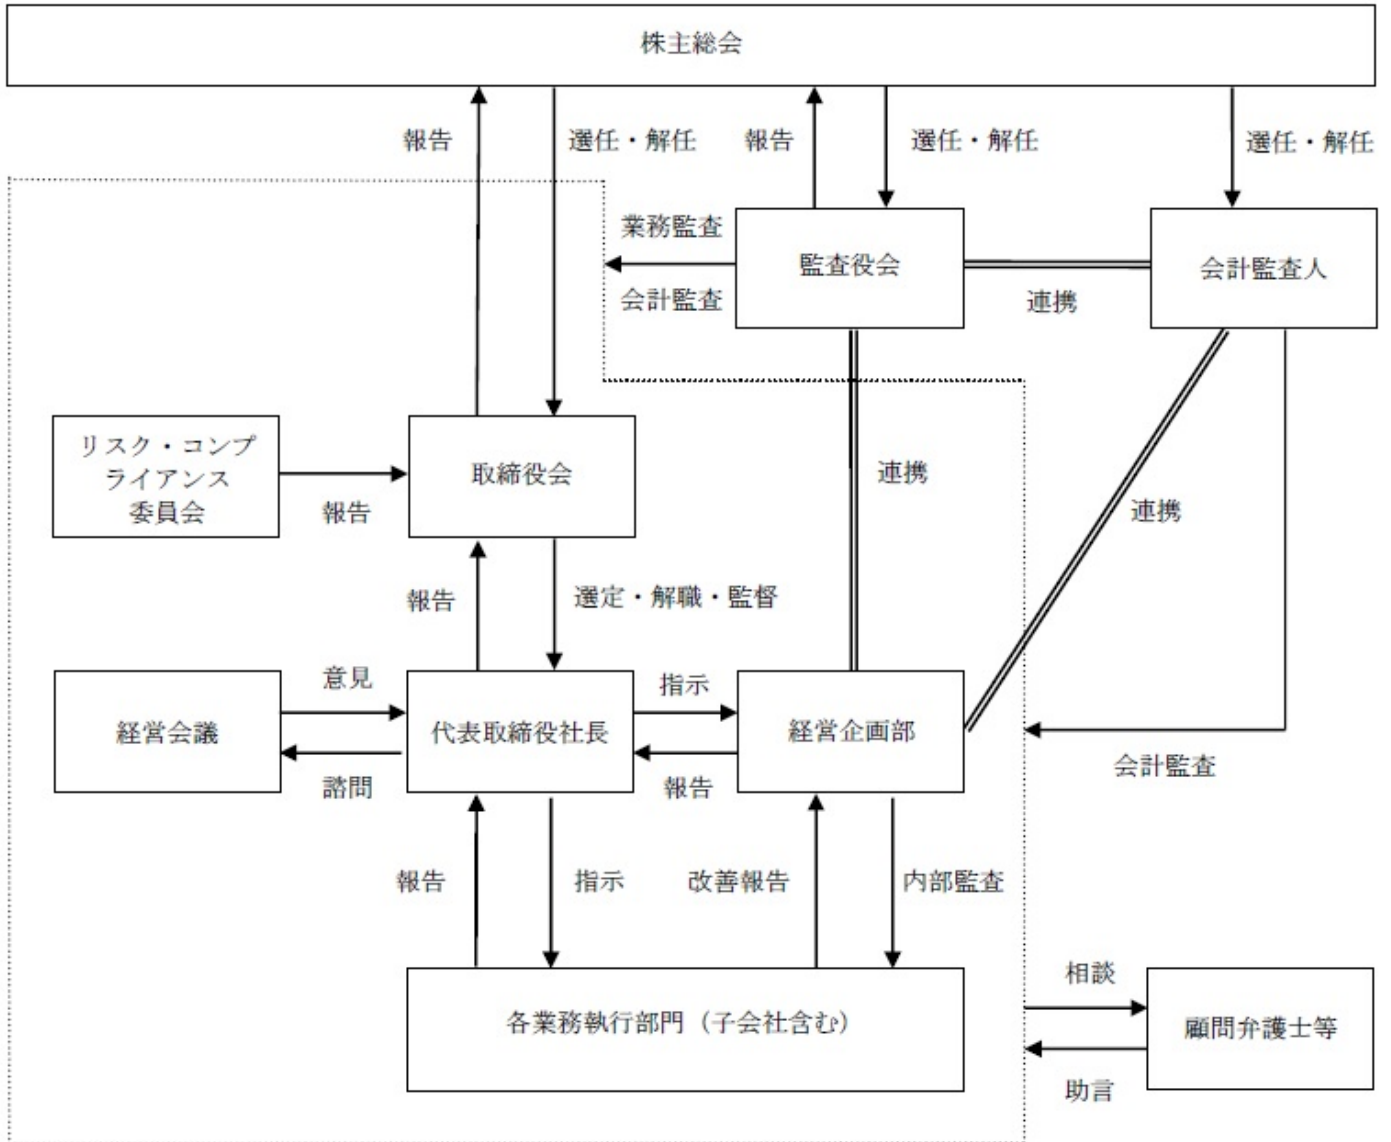 株主総会
報告
選任・解任
報告
選任・解任
選任・解任
業務監査
会計監査
監査役会
連携
会計監査人
リスク・コンプ
ライアンス
委員会
報告
取締役会
連携
連携
報告
選定・解職・監督
経営会議
意見
諮問
代表取締役社長
指示
報告
経営企画部
会計監査
報告
指示
改善報告
内部監査
各業務執行部門（子会社含む）
相談
助言
顧問弁護士等